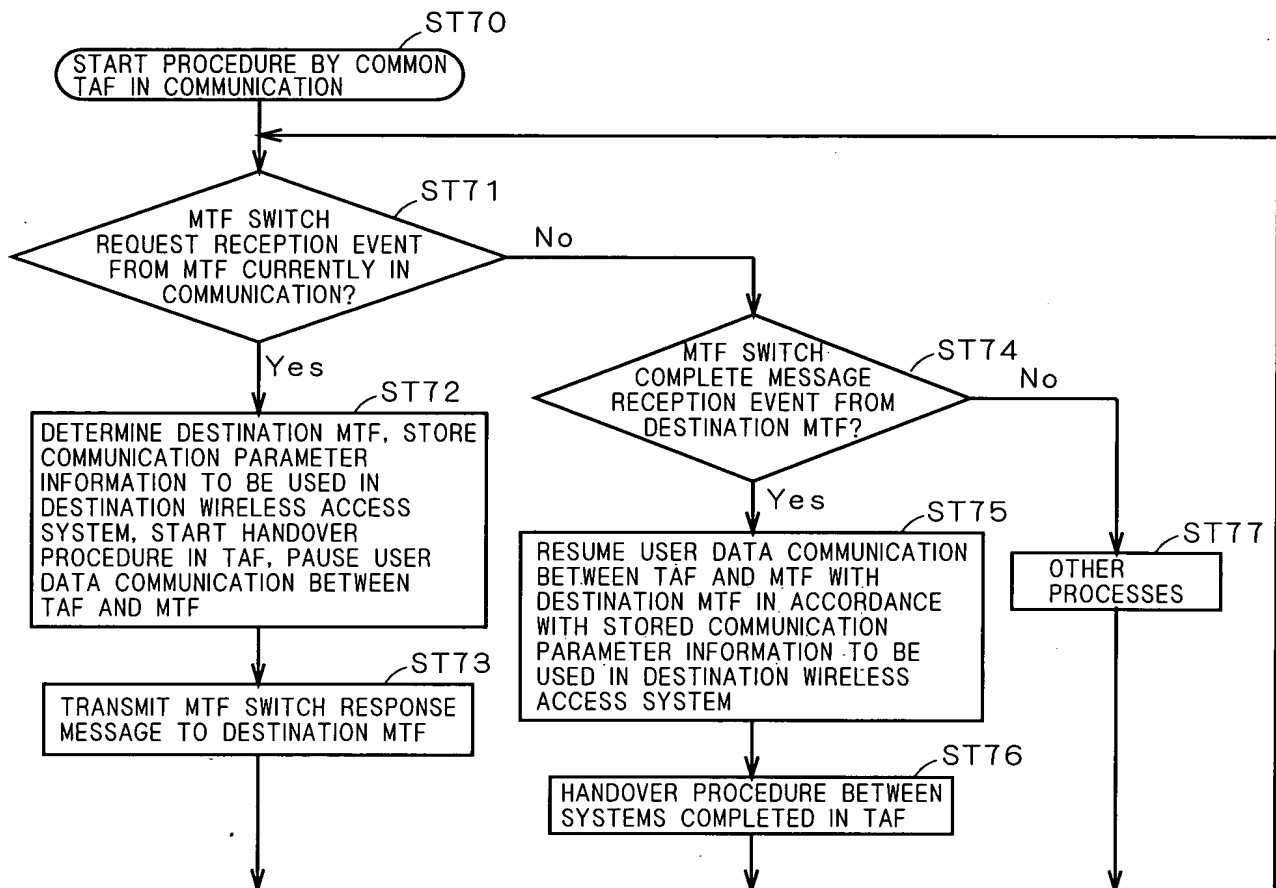 ST70
START PROCEDURE BY COMMON
TAF IN COMMUNICATION
ST71
MTF SWITCH
REQUEST RECEPTION EVENT
FROM MTF CURRENTLY IN
COMMUNICATION?
No
Yes
ST74
MTF SWITCH
COMPLETE MESSAGE
RECEPTION EVENT FROM
DESTINATION MTF?
No
Yes
ST72
DETERMINE DESTINATION MTF, STORE
COMMUNICATION PARAMETER
INFORMATION TO BE USED IN
DESTINATION WIRELESS ACCESS
SYSTEM, START HANDOVER
PROCEDURE IN TAF, PAUSE USER
DATA COMMUNICATION BETWEEN
TAF AND MTF
ST73
TRANSMIT MTF SWITCH RESPONSE
MESSAGE TO DESTINATION MTF
ST75
RESUME USER DATA COMMUNICATION
BETWEEN TAF AND MTF WITH
DESTINATION MTF IN ACCORDANCE
WITH STORED COMMUNICATION
PARAMETER INFORMATION TO BE
USED IN DESTINATION WIRELESS
ACCESS SYSTEM
ST76
HANDOVER PROCEDURE BETWEEN
SYSTEMS COMPLETED IN TAF
ST77
OTHER
PROCESSES